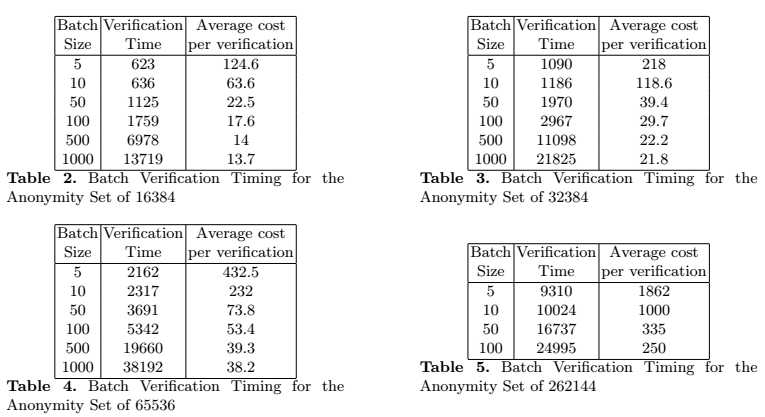 Batch Verification Average cost
Size Time per verification
5 623 124.6
10 636 63.6
50 1125 22.5
100 1759 17.6
500 6978 14
1000 13719 13.7
Table 2. Batch Verification Timing for the
Anonymity Set of 16384
Batch Verification Average cost
Size Time per verification
5 1090 218
10 1186 118.6
50 1970 39.4
100 2967 29.7
500 11098 22.2
1000 21825 21.8
Table 3. Batch Verification Timing for the
Anonymity Set of 32384
Batch Verification Average cost
Size Time per verification
5 2162 432.5
10 2317 232
50 3691 73.8
100 5342 53.4
500 19660 39.3
1000 38192 38.2
Table 4. Batch Verification Timing for the
Anonymity Set of 65536
Batch Verification Average cost
Size Time per verification
5 9310 1862
10 10024 1000
50 16737 335
100 24995 250
Table 5. Batch Verification Timing for the
Anonymity Set of 262144